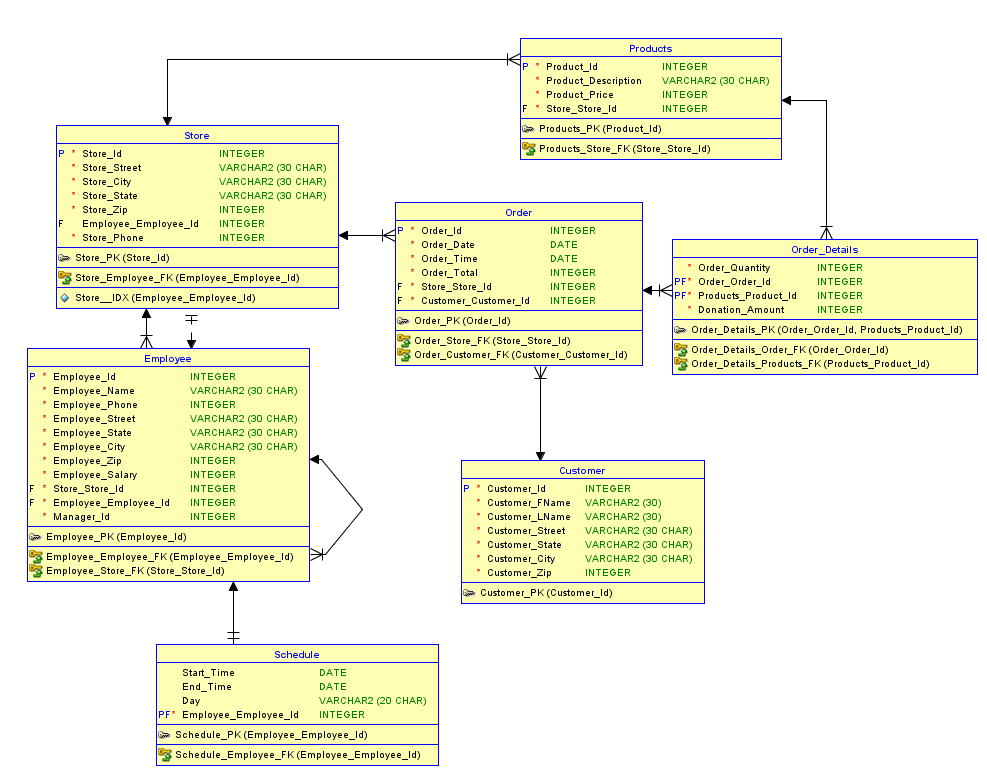 Products
P * Product_Id INTEGER
* Product_Description VARCHAR2 (30 CHAR)
* Product_Price INTEGER
F * Store_Store_Id INTEGER
Products_PK (Product_Id)
Products_Store_FK (Store_Store_Id)
Store
P * Store_Id INTEGER
* Store_Street VARCHAR2 (30 CHAR)
* Store_City VARCHAR2 (30 CHAR)
* Store_State VARCHAR2 (30 CHAR)
* Store_Zip INTEGER
F Employee_Employee_Id INTEGER
* Store_Phone INTEGER
Store_PK (Store_Id)
Store_Employee_FK (Employee_Employee_Id)
Store__IDX (Employee_Employee_Id)
Order
P * Order_Id INTEGER
* Order_Date DATE
* Order_Time DATE
* Order_Total INTEGER
F * Store_Store_Id INTEGER
F * Customer_Customer_Id INTEGER
Order_PK (Order_Id)
Order_Store_FK (Store_Store_Id)
Order_Customer_FK (Customer_Customer_Id)
Order_Details
* Order_Quantity INTEGER
PF* Order_Order_Id INTEGER
PF* Products_Product_Id INTEGER
* Donation_Amount INTEGER
Order_Details_PK (Order_Order_Id, Products_Product_Id)
Order_Details_Order_FK (Order_Order_Id)
Order_Details_Products_FK (Products_Product_Id)
Employee
P * Employee_Id INTEGER
* Employee_Name VARCHAR2 (30 CHAR)
* Employee_Phone INTEGER
* Employee_Street VARCHAR2 (30 CHAR)
* Employee_State VARCHAR2 (30 CHAR)
* Employee_City VARCHAR2 (30 CHAR)
* Employee_Zip INTEGER
* Employee_Salary INTEGER
F * Store_Store_Id INTEGER
F * Employee_Employee_Id INTEGER
* Manager_Id INTEGER
Employee_PK (Employee_Id)
Employee_Employee_FK (Employee_Employee_Id)
Employee_Store_FK (Store_Store_Id)
Customer
P * Customer_Id INTEGER
* Customer_FName VARCHAR2 (30)
* Customer_LName VARCHAR2 (30)
* Customer_Street VARCHAR2 (30 CHAR)
* Customer_State VARCHAR2 (30 CHAR)
* Customer_City VARCHAR2 (30 CHAR)
* Customer_Zip INTEGER
Customer_PK (Customer_Id)
Schedule
Start_Time DATE
End_Time DATE
Day VARCHAR2 (20 CHAR)
PF* Employee_Employee_Id INTEGER
Schedule_PK (Employee_Employee_Id)
Schedule_Employee_FK (Employee_Employee_Id)